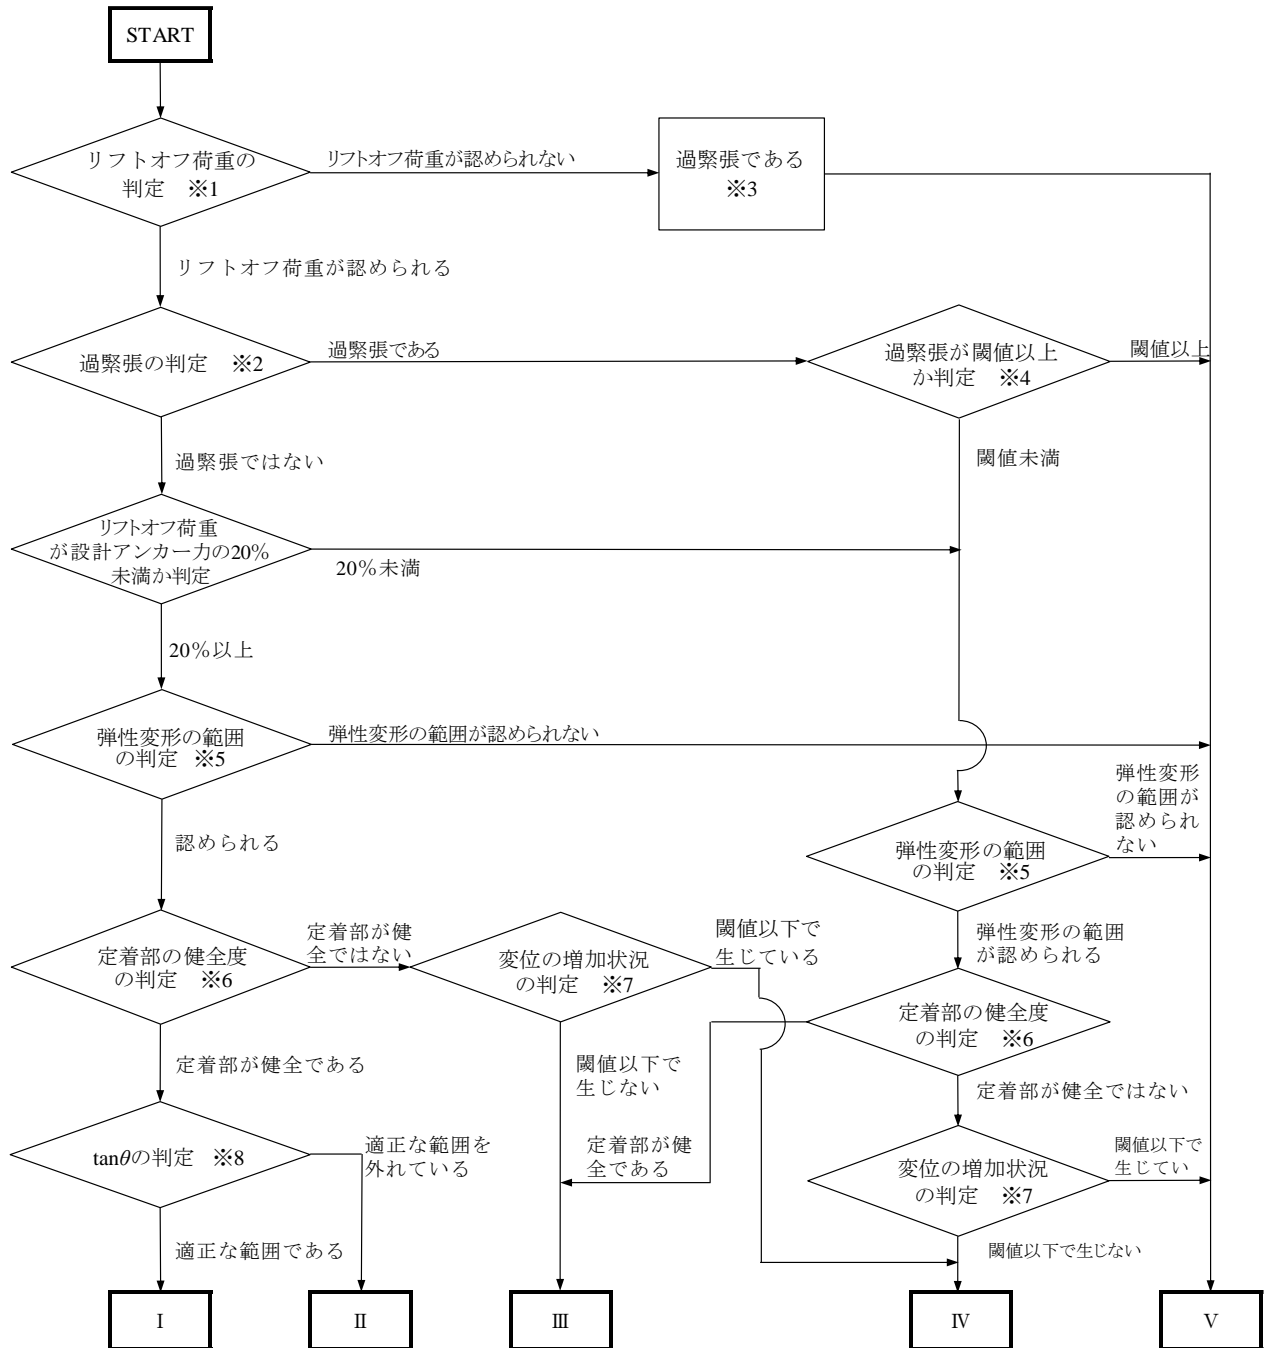 START
リフトオフ荷重の
判定　※1
リフトオフ荷重が認められない
過緊張である
※3
リフトオフ荷重が認められる
過緊張の判定　※2
過緊張である
過緊張が閾値以上
か判定　※4
閾値以上
過緊張ではない
閾値未満
リフトオフ荷重
が設計アンカー力の20%
未満か判定
20%未満
20%以上
弾性変形の範囲
の判定　※5
弾性変形の範囲が認められない
弾性変形
の範囲が
認められ
ない
認められる
弾性変形の範囲
の判定　※5
定着部の健全度
の判定　※6
定着部が健
全ではない
変位の増加状況
の判定　※7
閾値以下で
生じている
弾性変形の範囲
が認められる
定着部の健全度
の判定　※6
定着部が健全である
閾値以下で
生じない
定着部が健全ではない
tanθの判定　※8
適正な範囲を
外れている
定着部が健
全である
変位の増加状況
の判定　※7
閾値以下で
生じてい
適正な範囲である
閾値以下で生じない
Ⅰ
Ⅱ
Ⅲ
Ⅳ
Ⅴ